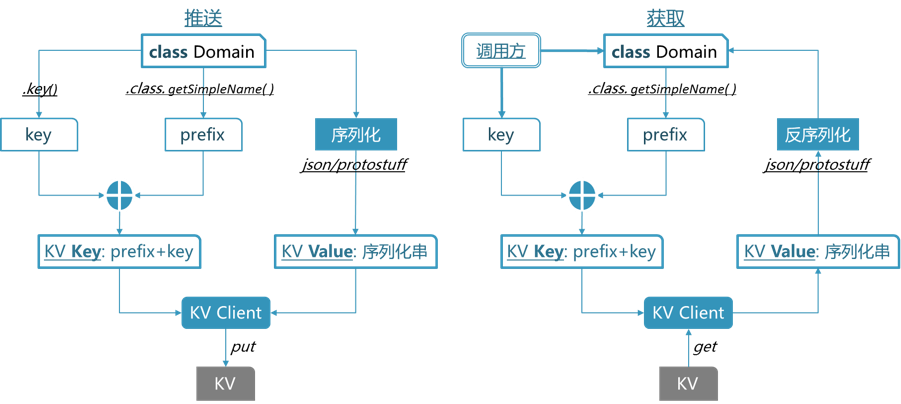 推送
class Domain
.key()
.class.getSimpleName( )
key
prefix
序列化
json/protostuff
KV Key: prefix+key
KV Value: 序列化串
KV Client
put
KV
获取
调用方
class Domain
.class.getSimpleName( )
key
prefix
反序列化
json/protostuff
KV Key: prefix+key
KV Value: 序列化串
KV Client
get
KV